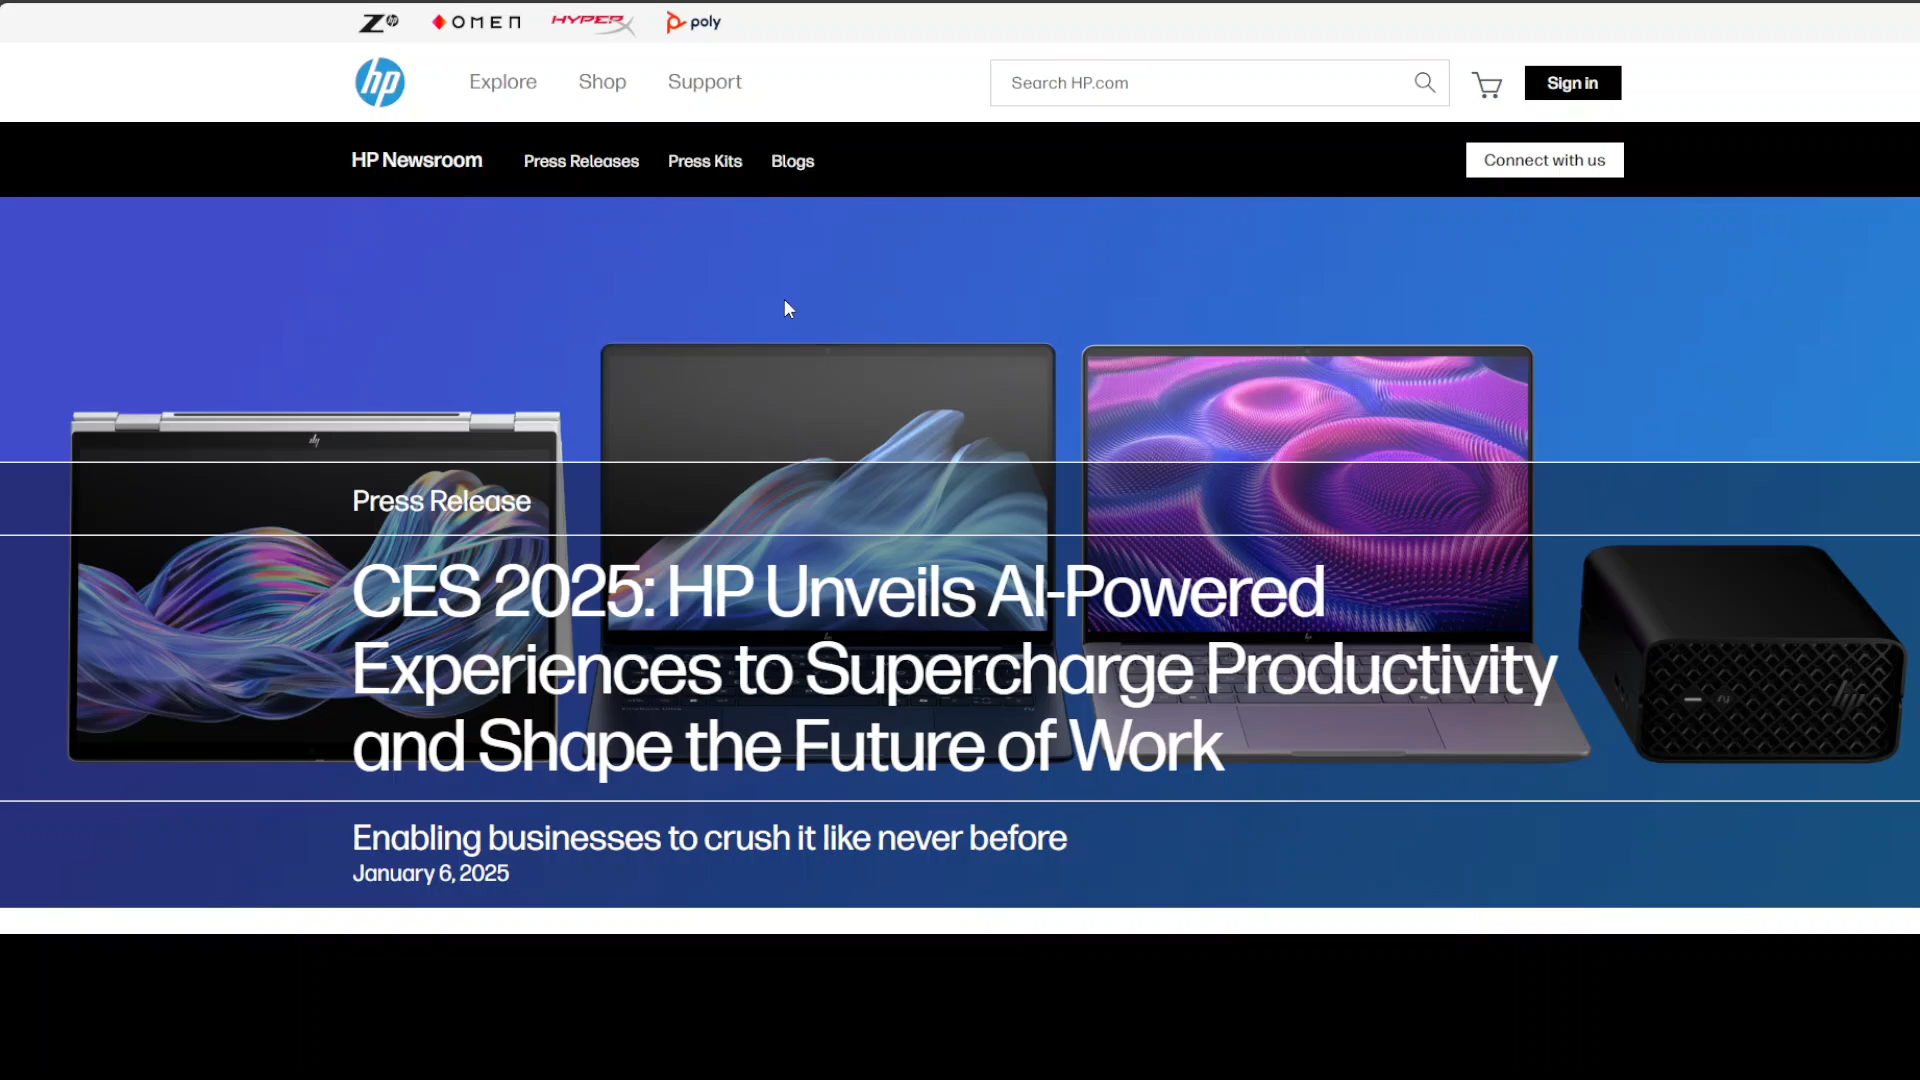 Z hp OMEN HYPERX poly
hp Explore Shop Support Search HP.com Sign in
HP Newsroom Press Releases Press Kits Blogs Connect with us
Press Release
CES 2025: HP Unveils AI-Powered
Experiences to Supercharge Productivity
and Shape the Future of Work
Enabling businesses to crush it like never before
January 6, 2025